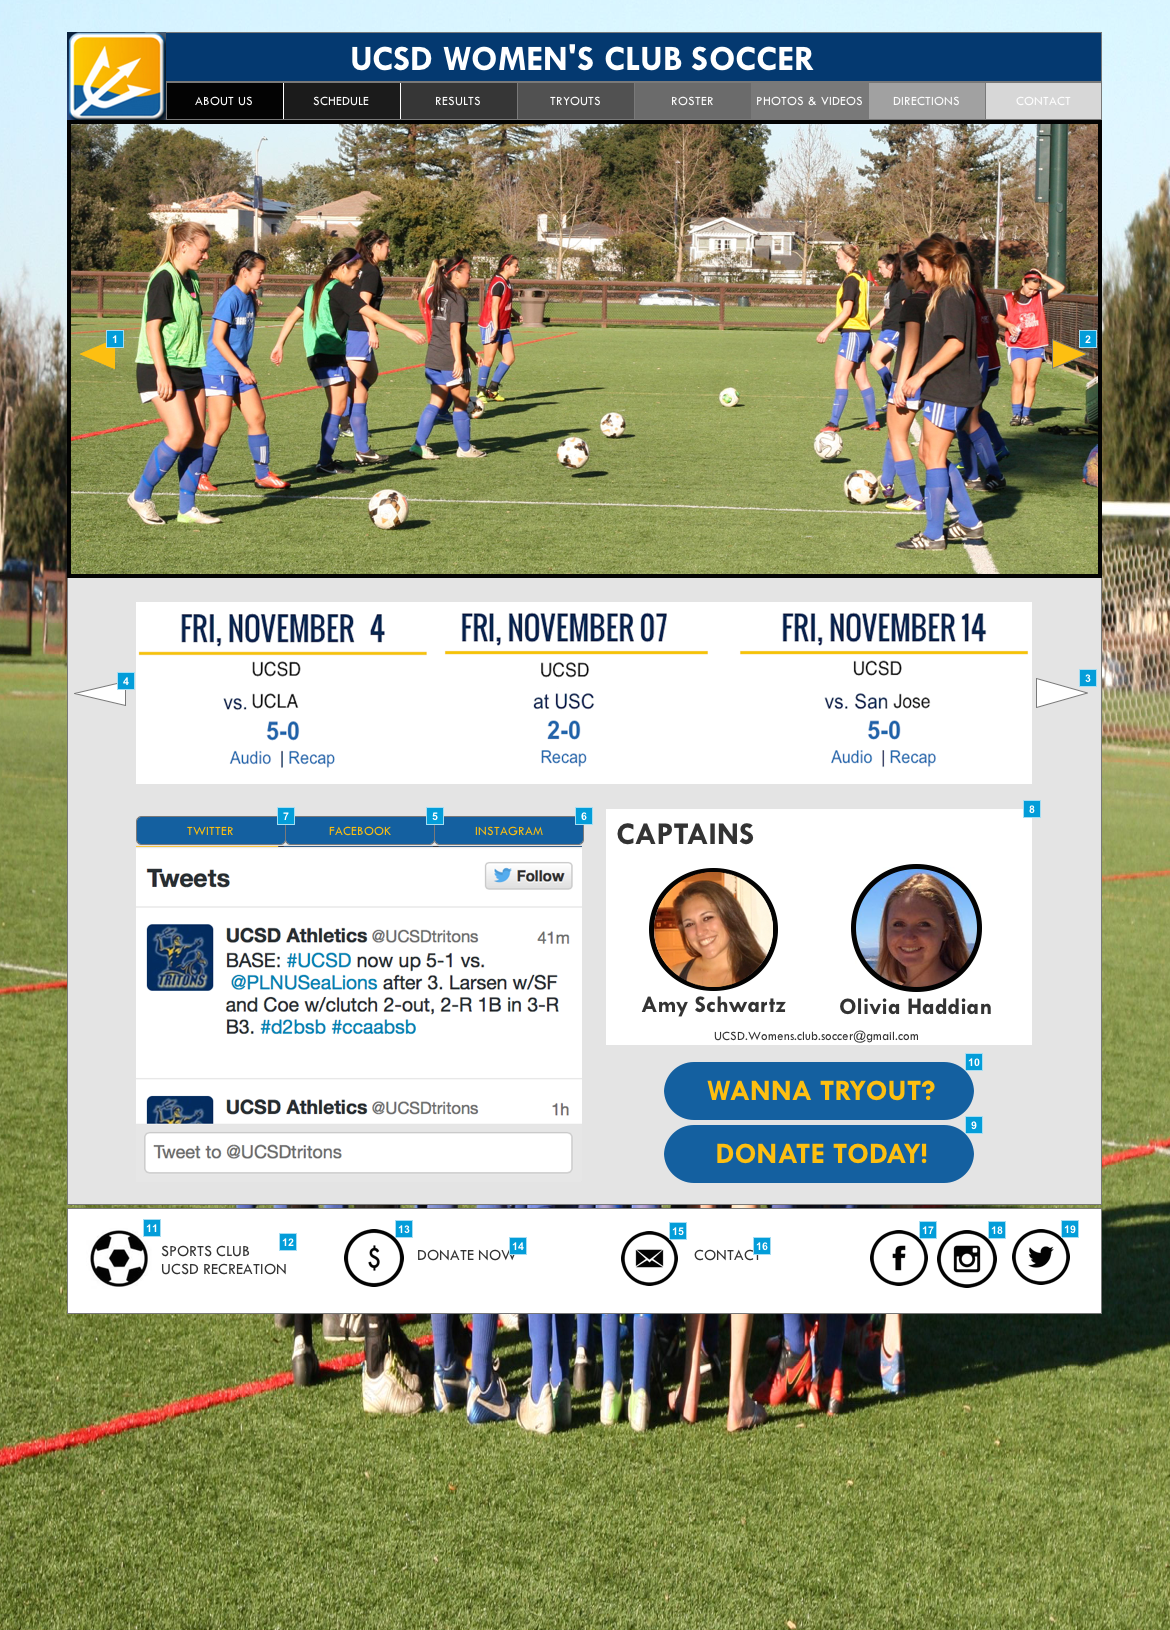 UCSD WOMEN'S CLUB SOCCER
ABOUT US SCHEDULE RESULTS TRYOUTS ROSTER PHOTOS & VIDEOS DIRECTIONS CONTACT
1
2
FRI, NOVEMBER 4
UCSD
vs. UCLA
5-0
Audio | Recap
FRI, NOVEMBER 07
UCSD
at USC
2-0
Recap
FRI, NOVEMBER 14
UCSD
vs. San Jose
5-0
Audio | Recap
4
3
7
5
6
TWITTER FACEBOOK INSTAGRAM
Tweets
Follow
UCSD Athletics @UCSDtritons 41m
BASE: #UCSD now up 5-1 vs.
@PLNUSeaLions after 3. Larsen w/SF
and Coe w/clutch 2-out, 2-R 1B in 3-R
B3. #d2bsb #ccaabsb
TRITONS
UCSD Athletics @UCSDtritons 1h
Tweet to @UCSDtritons
8
CAPTAINS
Amy Schwartz
Olivia Haddian
UCSD.Womens.club.soccer@gmail.com
10
WANNA TRYOUT?
9
DONATE TODAY!
11
12
SPORTS CLUB
UCSD RECREATION
13
$
14
DONATE NOW
15
16
CONTACT
17
f
18
19